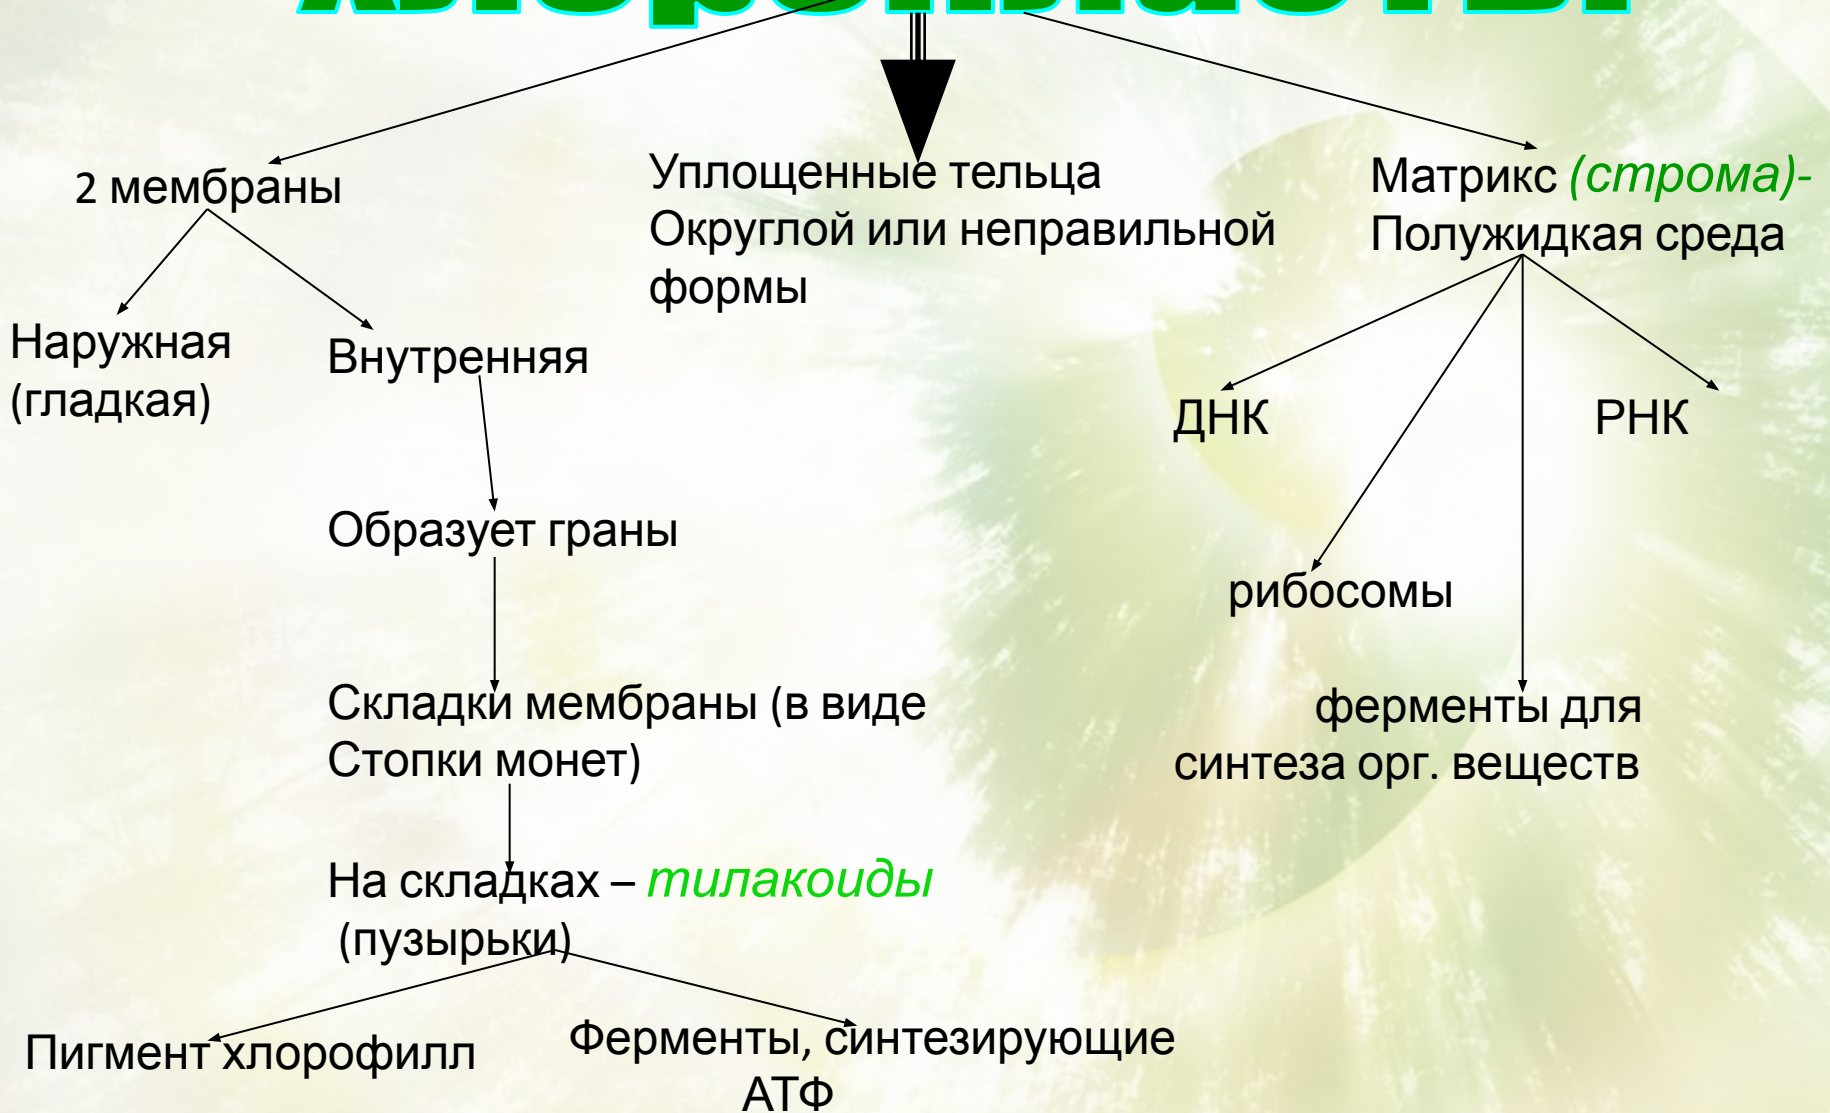 Хлоропласты
2 мембраны
Наружная
(гладкая)
Внутренняя
Образует граны
Складки мембраны (в виде
Стопки монет)
На складках – тилакоиды
(пузырьки)
Пигмент хлорофилл
Ферменты, синтезирующие
АТФ
Уплощенные тельца
Округлой или неправильной
формы
Матрикс (строма)-
Полужидкая среда
ДНК
РНК
рибосомы
ферменты для
синтеза орг. веществ